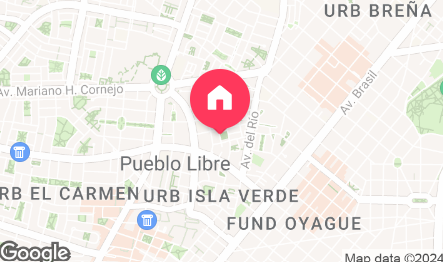 URB BREÑA
Av. Mariano H. Cornejo
Av. Brasil
Av. del Río
Pueblo Libre
RB EL CARMEN
URB ISLA VERDE
FUND OYAGUE
Google
Map data ©2024